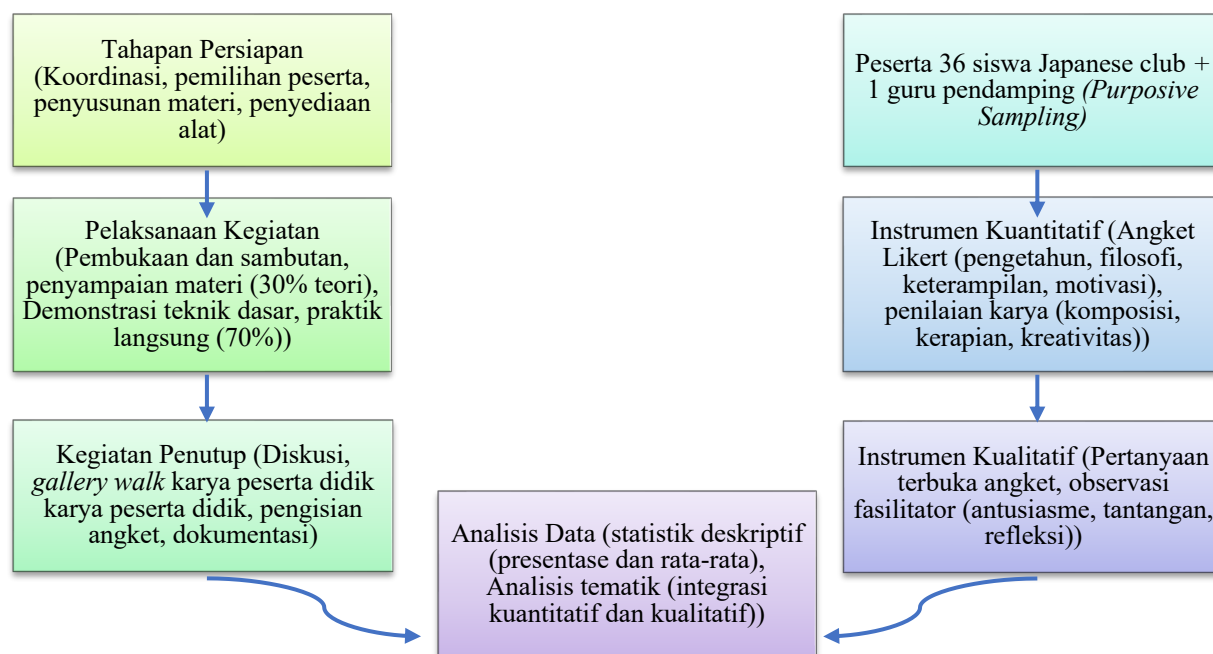 Tahapan Persiapan
(Koordinasi, pemilihan peserta,
penyusunan materi, penyediaan
alat)
Pelaksanaan Kegiatan
(Pembukaan dan sambutan,
penyampaian materi (30% teori),
Demonstrasi teknik dasar, praktik
langsung (70%))
Kegiatan Penutup (Diskusi,
gallery walk karya peserta didik
karya peserta didik, pengisian
angket, dokumentasi)
Peserta 36 siswa Japanese club +
1 guru pendamping (Purposive
Sampling)
Instrumen Kuantitatif (Angket
Likert (pengetahun, filosofi,
keterampilan, motivasi),
penilaian karya (komposisi,
kerapian, kreativitas))
Instrumen Kualitatif (Pertanyaan
terbuka angket, observasi
fasilitator (antusiasme, tantangan,
refleksi))
Analisis Data (statistik deskriptif
(presentase dan rata-rata),
Analisis tematik (integrasi
kuantitatif dan kualitatif))